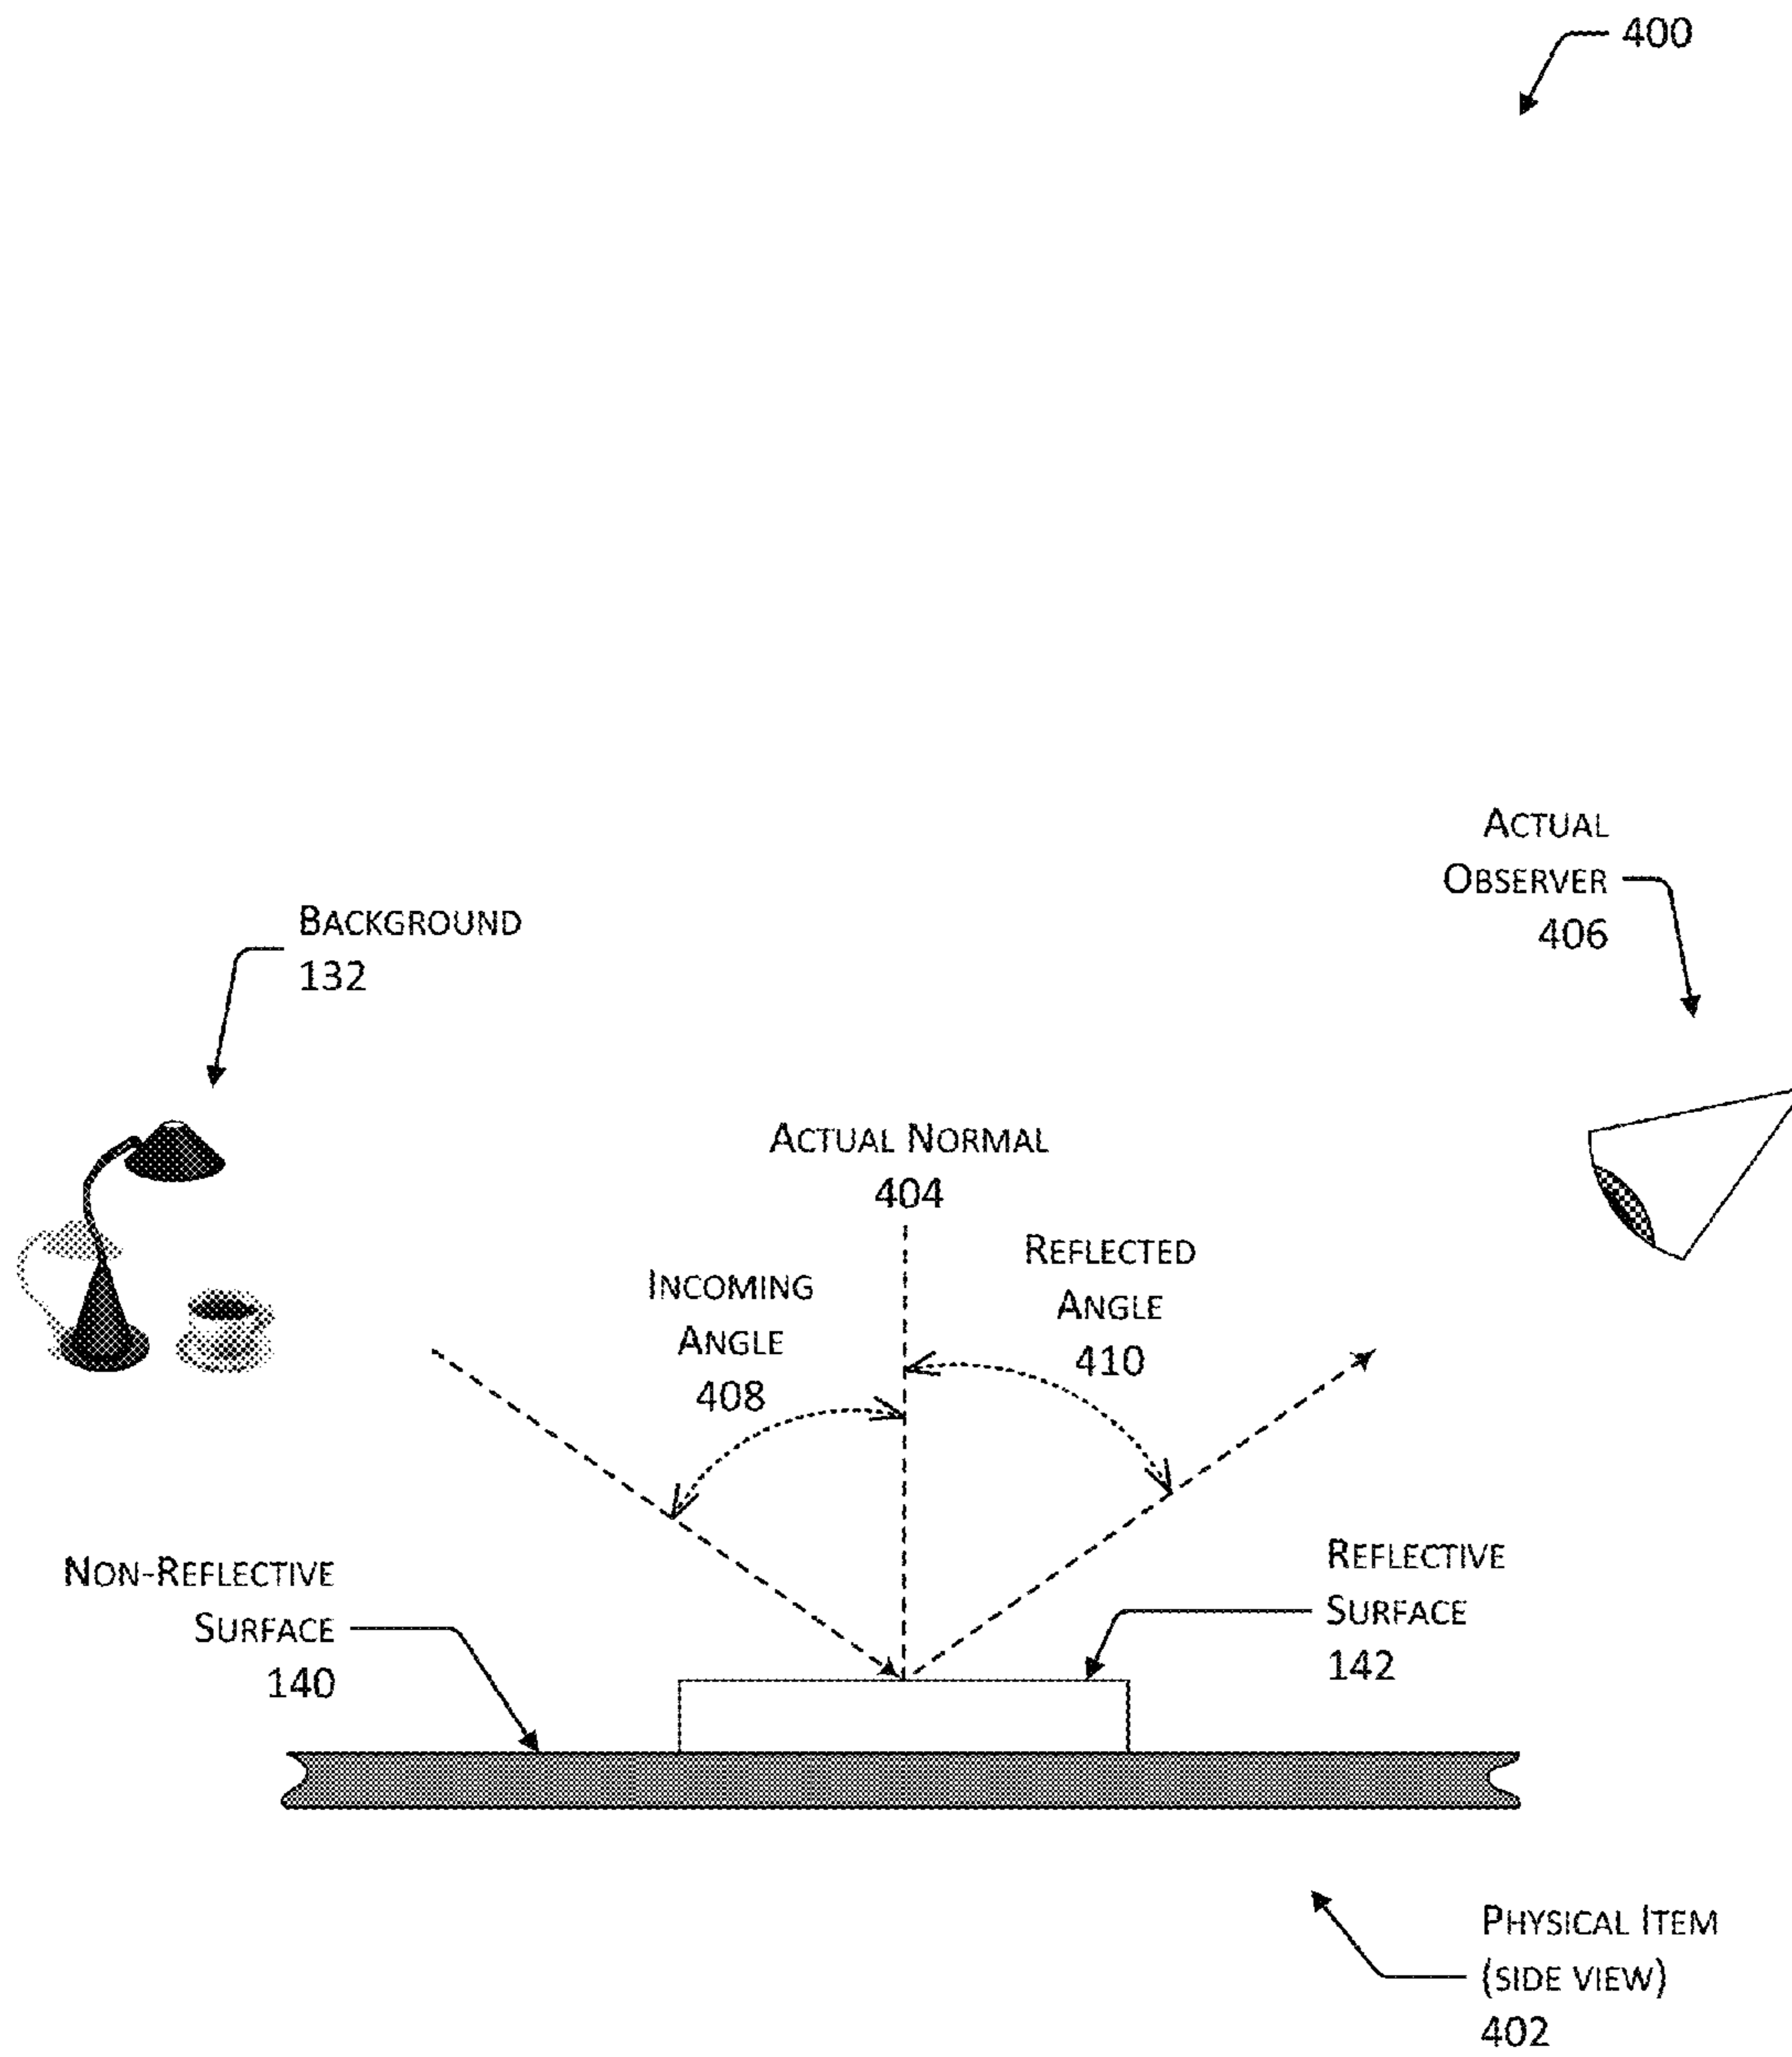 400
ACTUAL
OBSERVER
406
BACKGROUND
132
ACTUAL NORMAL
404
REFLECTED
ANGLE
410
INCOMING
ANGLE
408
NON-REFLECTIVE
SURFACE
140
REFLECTIVE
SURFACE
142
PHYSICAL ITEM
(SIDE VIEW)
402